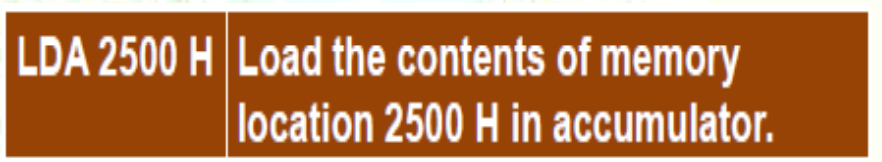 LDA 2500 H
Load the contents of memory
location 2500 H in accumulator.